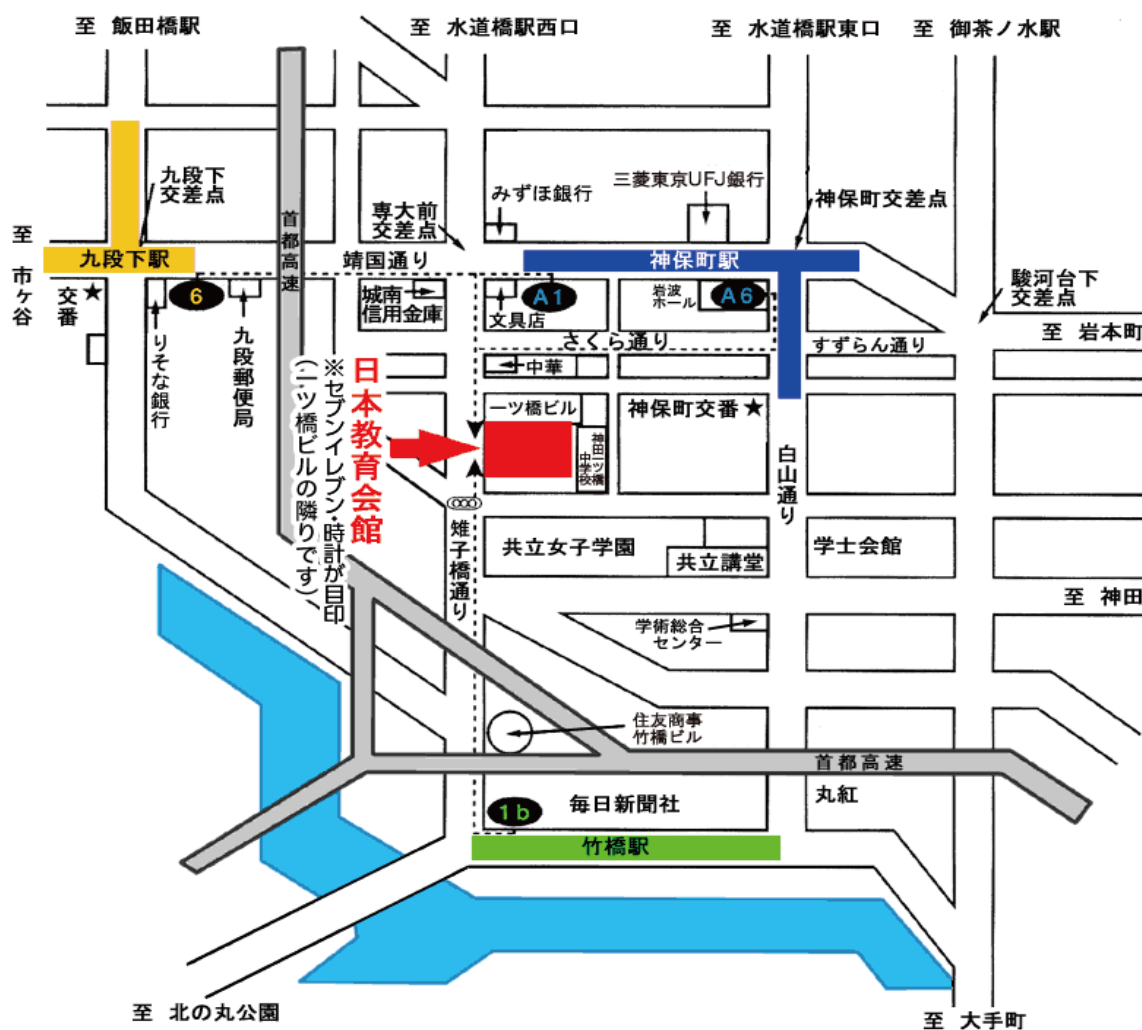 至 飯田橋駅
至 水道橋駅西口
至 水道橋駅東口
至 御茶ノ水駅
九段下
交差点
みずほ銀行
三菱東京UFJ銀行
神保町交差点
専大前
交差点
首都高速
至 市ヶ谷
九段下駅
靖国通り
神保町駅
交番★
6
城南
信用金庫
A1
文具店
岩波
ホール
A6
駿河台下
交差点
至 岩本町
りそな銀行
九段郵便局
さくら通り
すずらん通り
中華
日本教育会館
※セブンイレブン・時計が目印
(一ツ橋ビルの隣りです)
一ツ橋ビル
神田一ツ橋
中学校
神保町交番★
白山通り
雉子橋通り
共立女子学園
共立講堂
学士会館
至 神田
学術総合
センター
住友商事
竹橋ビル
首都高速
1b
毎日新聞社
丸紅
竹橋駅
至 北の丸公園
至 大手町